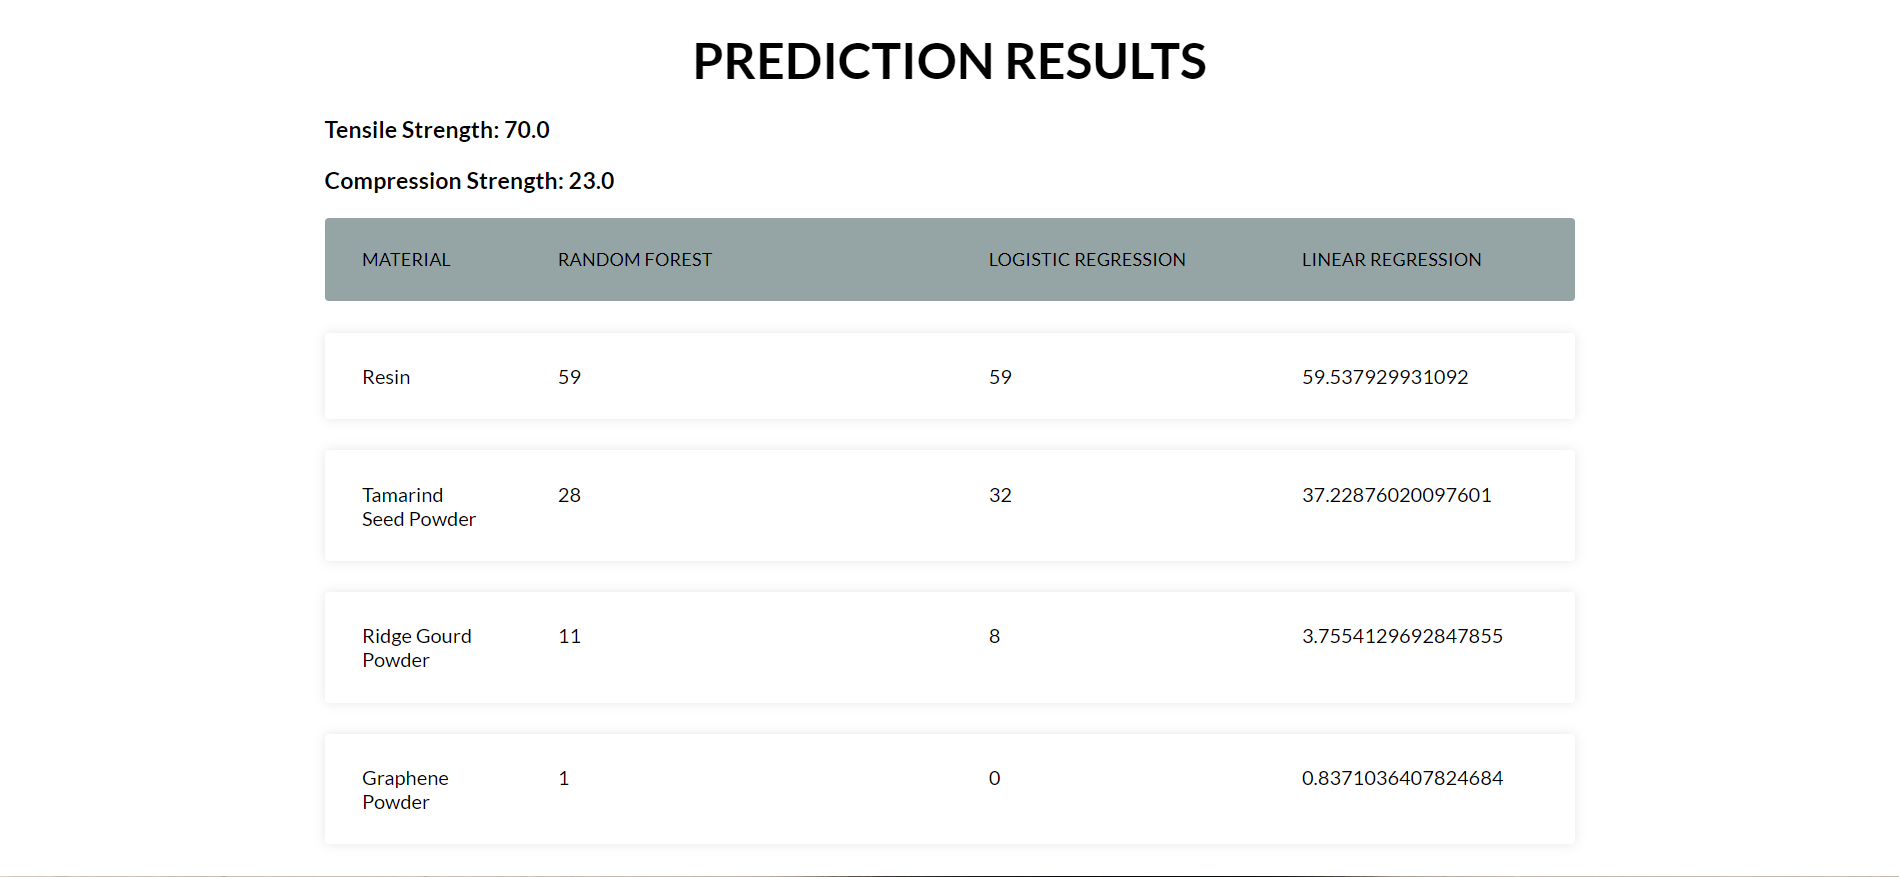 PREDICTION RESULTS
Tensile Strength: 70.0
Compression Strength: 23.0
MATERIAL RANDOM FOREST LOGISTIC REGRESSION LINEAR REGRESSION
Resin 59 59 59.537929931092
Tamarind 28 32 37.22876020097601
Seed Powder
Ridge Gourd 11 8 3.7554129692847855
Powder
Graphene 1 0 0.8371036407824684
Powder